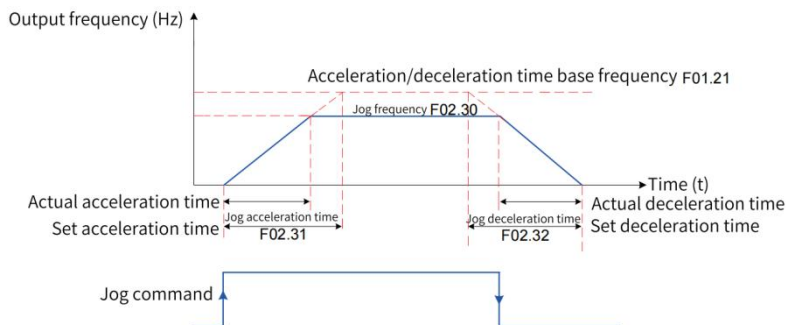 Output frequency (Hz)
Acceleration/deceleration time base frequency F01.21
Jog frequency F02.30
Time (t)
Actual acceleration time
Actual deceleration time
Jog acceleration time
Jog deceleration time
Set acceleration time
Set deceleration time
F02.31
F02.32
Jog command